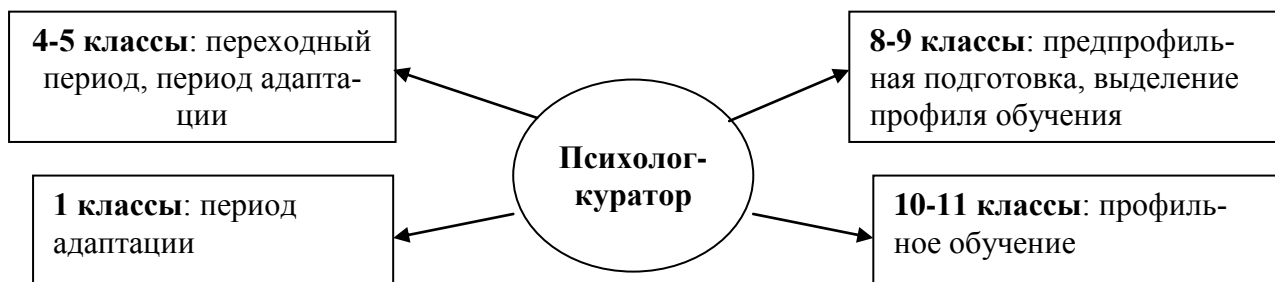 4-5 классы: переходный
период, период адапта-
ции
8-9 классы: предпрофиль-
ная подготовка, выделение
профиля обучения
Психолог-
куратор
1 классы: период
адаптации
10-11 классы: профиль-
ное обучение